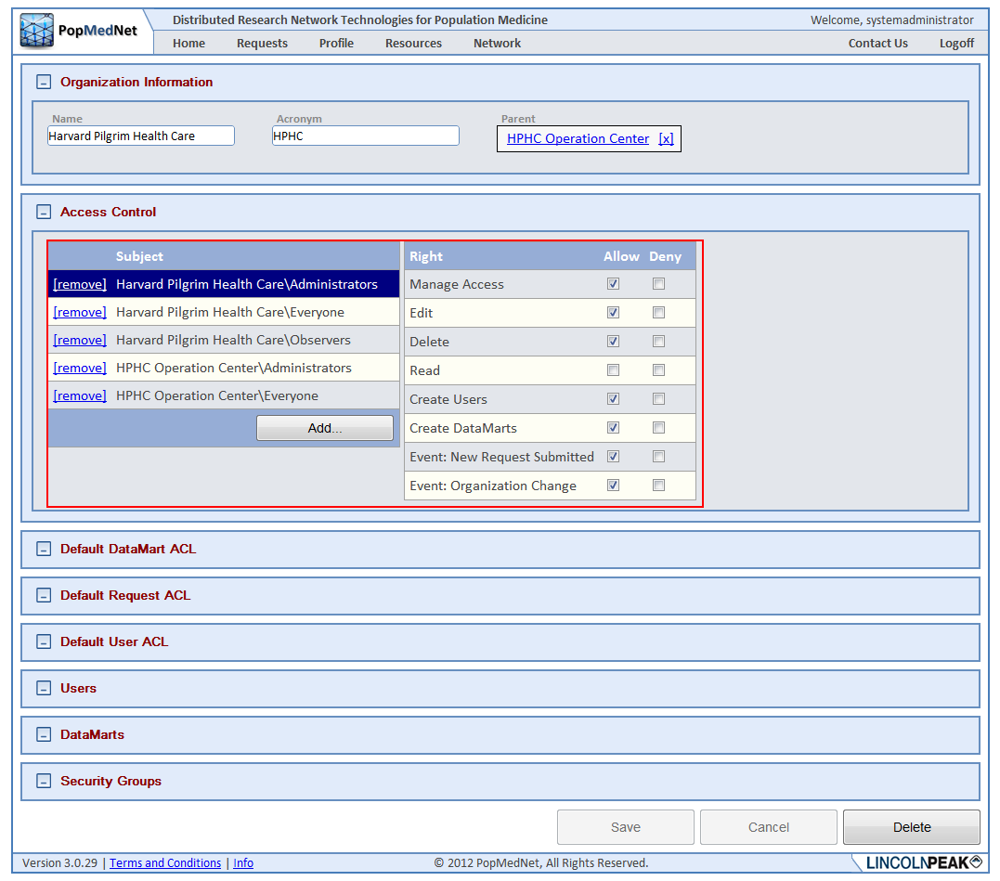 PopMedNet
Distributed Research Network Technologies for Population Medicine
Welcome, systemadministrator
Home Requests Profile Resources Network Contact Us Logoff
Organization Information
Name Acronym Parent
Harvard Pilgrim Health Care HPHC HPHC Operation Center [x]
Access Control
Subject
[remove] Harvard Pilgrim Health Care\Administrators
[remove] Harvard Pilgrim Health Care\Everyone
[remove] Harvard Pilgrim Health Care\Observers
[remove] HPHC Operation Center\Administrators
[remove] HPHC Operation Center\Everyone
Add...
Right Allow Deny
Manage Access
Edit
Delete
Read
Create Users
Create DataMarts
Event: New Request Submitted
Event: Organization Change
Default DataMart ACL
Default Request ACL
Default User ACL
Users
DataMarts
Security Groups
Save Cancel Delete
Version 3.0.29 | Terms and Conditions | Info © 2012 PopMedNet, All Rights Reserved. LINCOLNPEAK